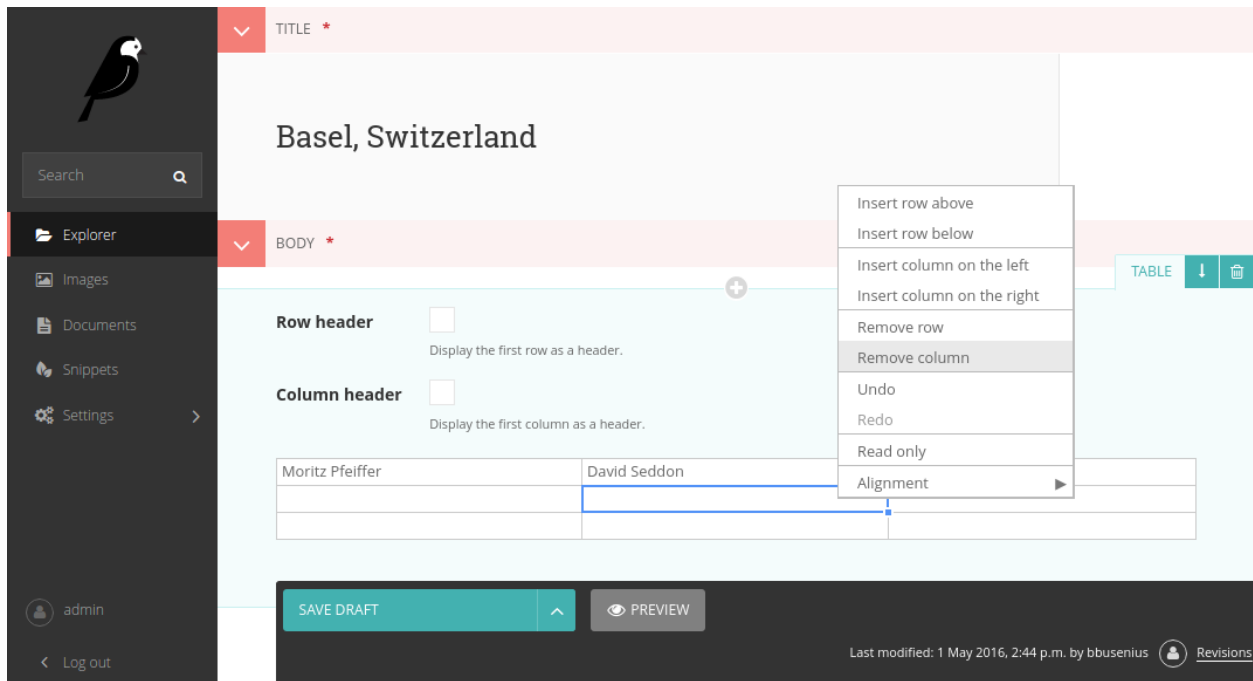 Search
Explorer
Images
Documents
Snippets
Settings
admin
Log out
TITLE *
Basel, Switzerland
BODY *
TABLE
Row header
Display the first row as a header.
Column header
Display the first column as a header.
Moritz Pfeiffer
David Seddon
Insert row above
Insert row below
Insert column on the left
Insert column on the right
Remove row
Remove column
Undo
Redo
Read only
Alignment
SAVE DRAFT
PREVIEW
Last modified: 1 May 2016, 2:44 p.m. by bbusenius Revisions